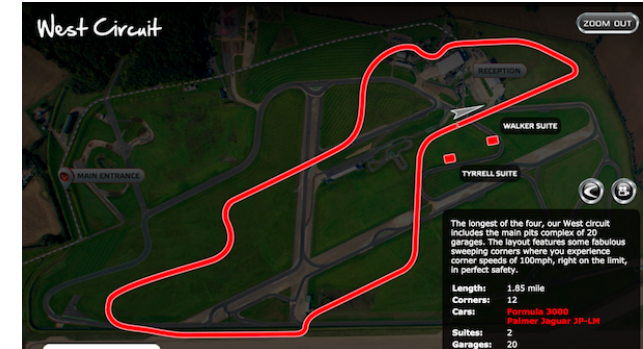 West Circuit
ZOOM OUT
RECEPTION
WALKER SUITE
TYRRELL SUITE
MAIN ENTRANCE
The longest of the four, our West circuit
includes the main pits complex of 20
garages. The layout features some fabulous
sweeping corners where you experience
corner speeds of 100mph, right on the limit,
in perfect safety.
Length: 1.85 mile
Corners: 12
Cars: Formula 3000
Palmer Jaguar JP-LM
Suites: 2
Garages: 20